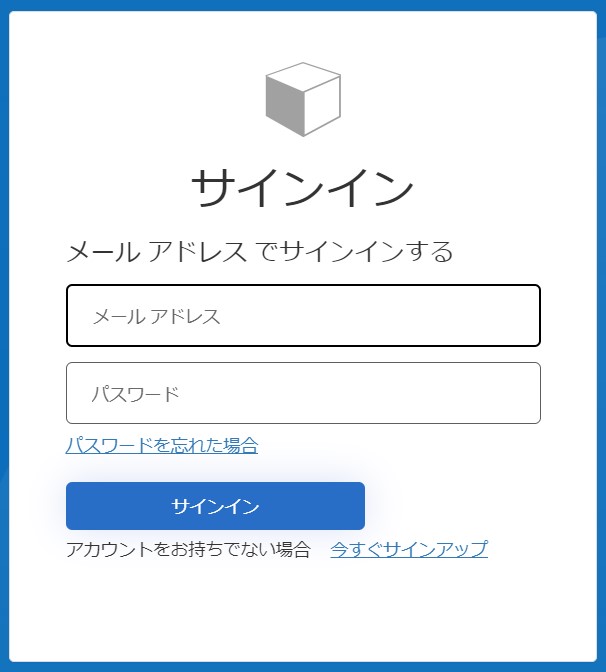 サインイン
メール アドレス でサインインする
メール アドレス
パスワード
パスワードを忘れた場合
サインイン
アカウントをお持ちでない場合 今すぐサインアップ